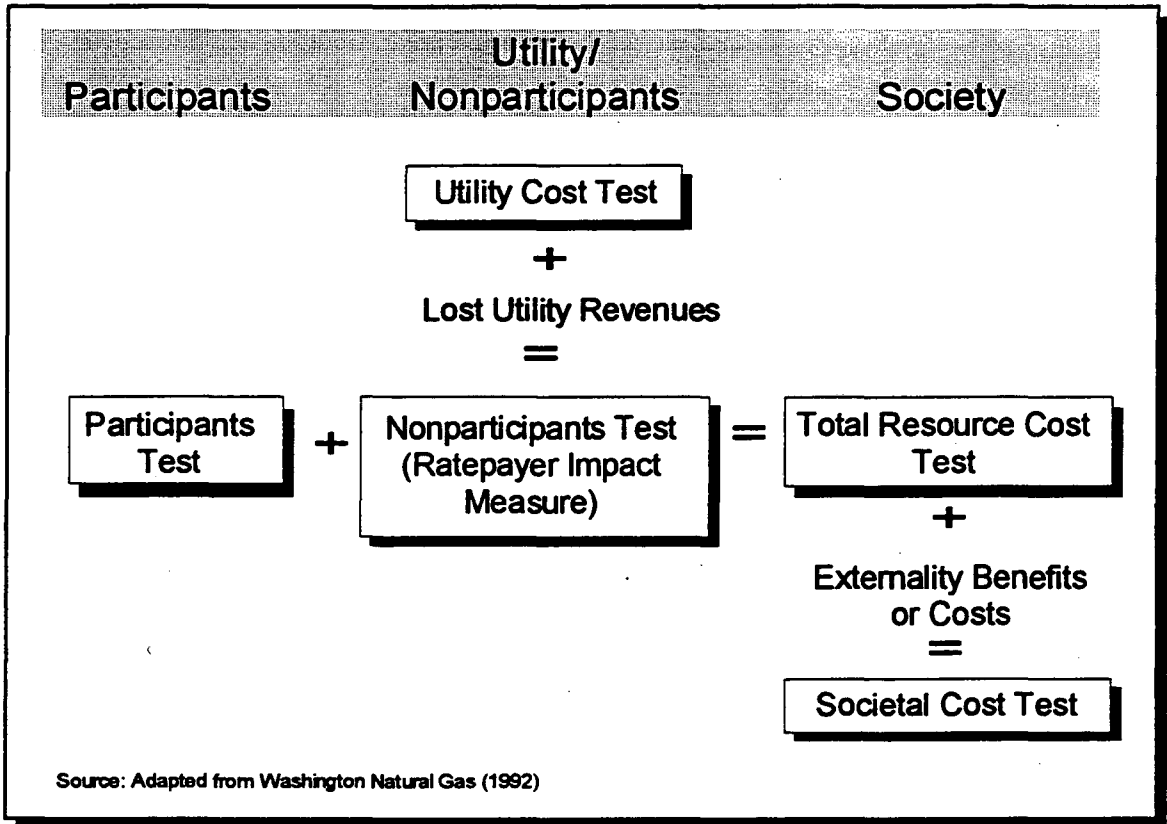 Participants
Utility/
Nonparticipants
Society
Utility Cost Test
+
Lost Utility Revenues
=
Participants
Test
+
Nonparticipants Test
(Ratepayer Impact
Measure)
=
Total Resource Cost
Test
+
Externality Benefits
or Costs
=
Societal Cost Test
Source: Adapted from Washington Natural Gas (1992)